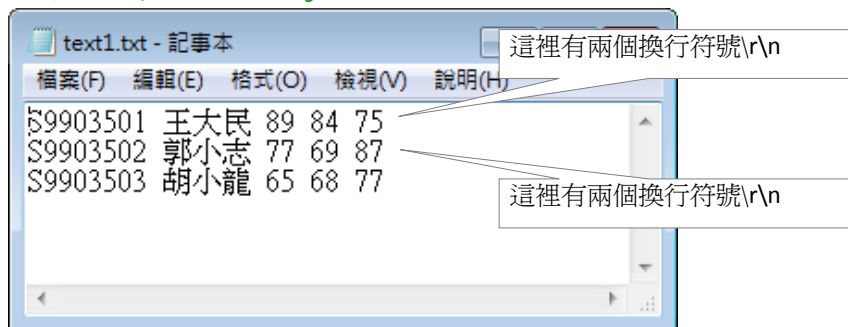 text1.txt - 記事本
這裡有兩個換行符號\r\n
檔案(F) 編輯(E) 格式(O) 檢視(V) 說明(H)
S9903501 王大民 89 84 75
S9903502 郭小志 77 69 87
S9903503 胡小龍 65 68 77
這裡有兩個換行符號\r\n